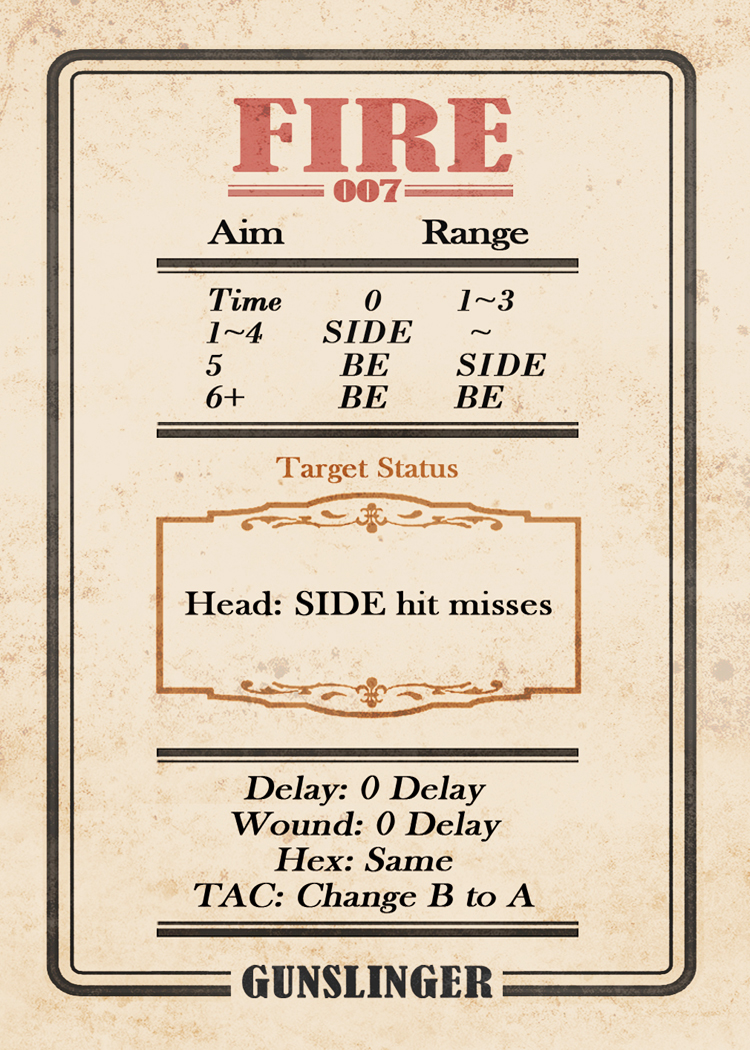 FIRE
007
Aim Range
Time 0 1~3
1~4 SIDE ~
5 BE SIDE
6+ BE BE
Target Status
Head: SIDE hit misses
Delay: 0 Delay
Wound: 0 Delay
Hex: Same
TAC: Change B to A
GUNSLINGER